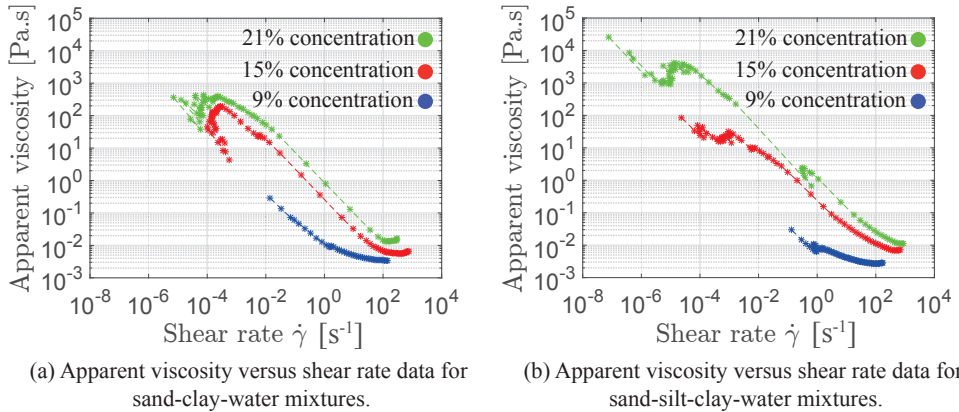 Apparent viscosity [Pa.s]
10^5
10^4
10^3
10^2
10^1
10^0
10^-1
10^-2
10^-3
21% concentration
15% concentration
9% concentration
10^-8
10^-6
10^-4
10^-2
10^0
10^2
10^4
Shear rate γ̇ [s^-1]
(a) Apparent viscosity versus shear rate data for
sand-clay-water mixtures.
Apparent viscosity [Pa.s]
10^5
10^4
10^3
10^2
10^1
10^0
10^-1
10^-2
10^-3
21% concentration
15% concentration
9% concentration
10^-8
10^-6
10^-4
10^-2
10^0
10^2
10^4
Shear rate γ̇ [s^-1]
(b) Apparent viscosity versus shear rate data for
sand-silt-clay-water mixtures.